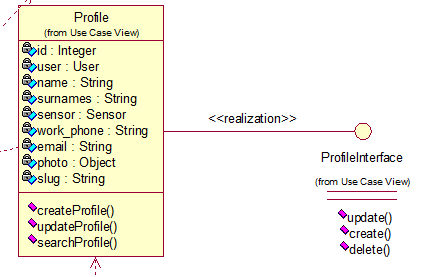 Profile
(from Use Case View)
id : Integer
user : User
name : String
surnames : String
sensor : Sensor
work_phone : String
email : String
photo : Object
slug : String
createProfile()
updateProfile()
searchProfile()
<<realization>>
ProfileInterface
(from Use Case View)
update()
create()
delete()